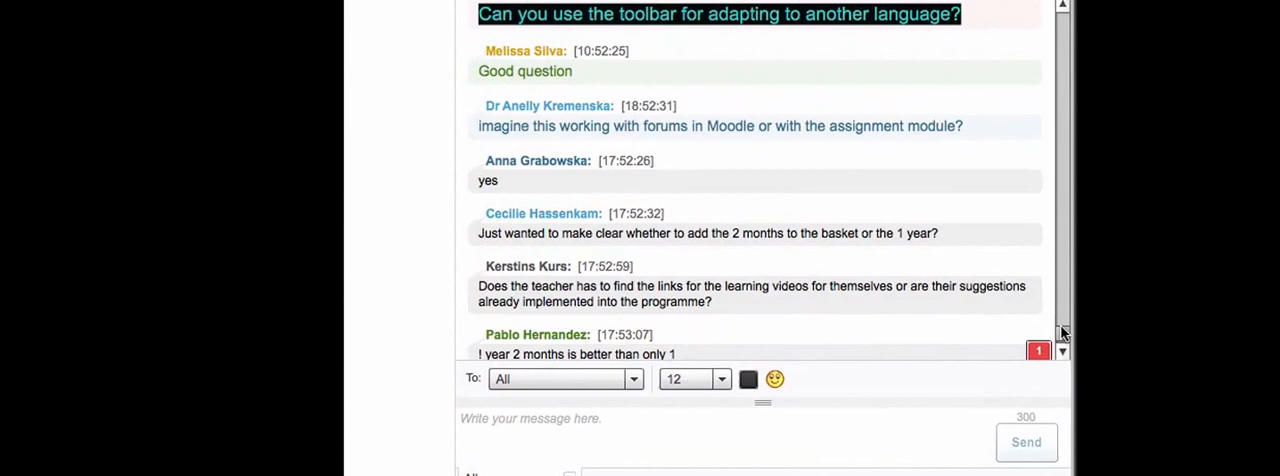 Can you use the toolbar for adapting to another language?
Melissa Silva: [10:52:25]
Good question
Dr Anelly Kremenska: [18:52:31]
imagine this working with forums in Moodle or with the assignment module?
Anna Grabowska: [17:52:26]
yes
Cecilie Hassenkam: [17:52:32]
Just wanted to make clear whether to add the 2 months to the basket or the 1 year?
Kerstins Kurs: [17:52:59]
Does the teacher has to find the links for the learning videos for themselves or are their suggestions
already implemented into the programme?
Pablo Hernandez: [17:53:07]
! year 2 months is better than only 1
1
To: All 12
Write your message here.
300
Send